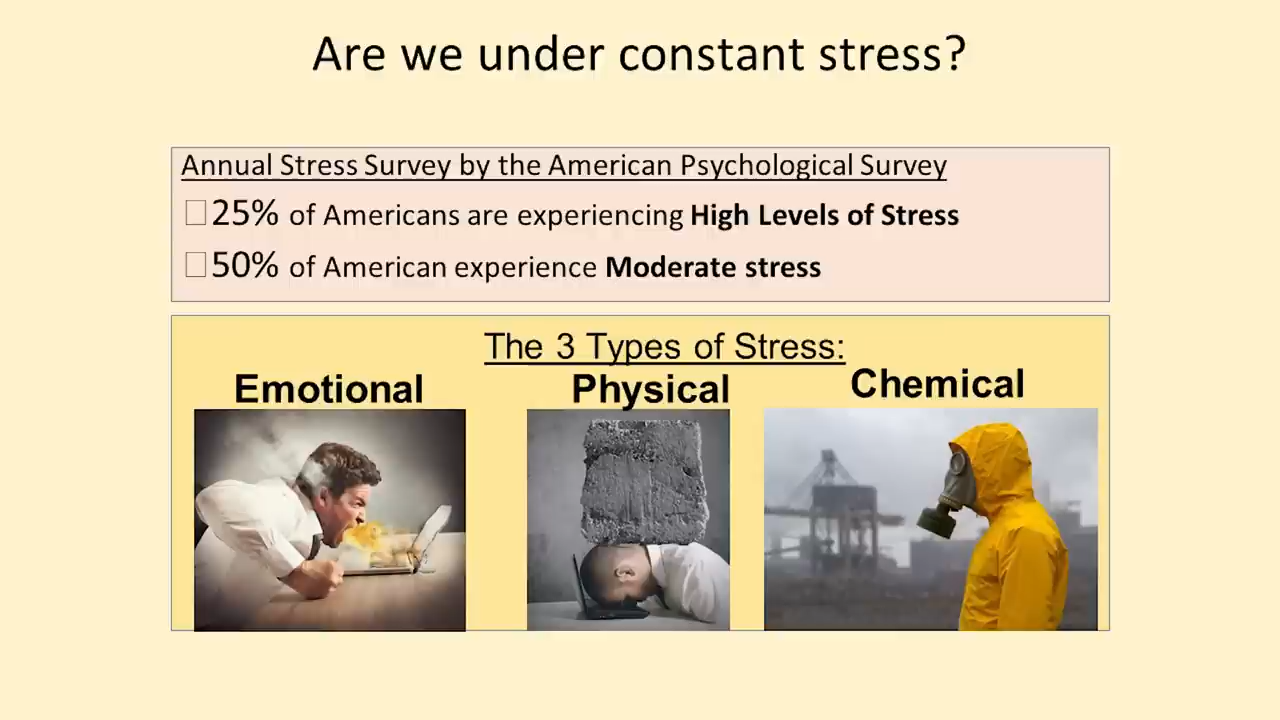 Are we under constant stress?
Annual Stress Survey by the American Psychological Survey
□25% of Americans are experiencing High Levels of Stress
□50% of American experience Moderate stress
The 3 Types of Stress:
Emotional
Physical
Chemical